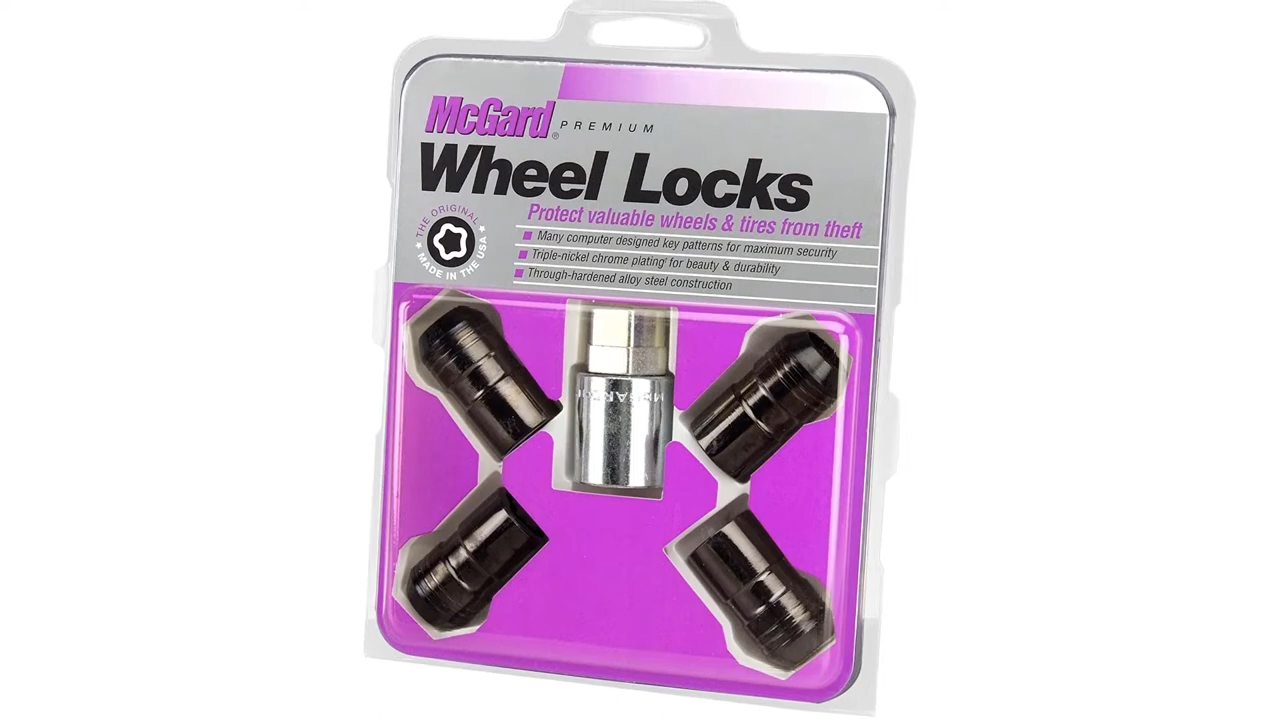 McGard® PREMIUM
Wheel Locks
Protect valuable wheels & tires from theft
THE ORIGINAL
★ MADE IN THE USA ★
Many computer designed key patterns for maximum security
Triple-nickel chrome plating† for beauty & durability
Through-hardened alloy steel construction